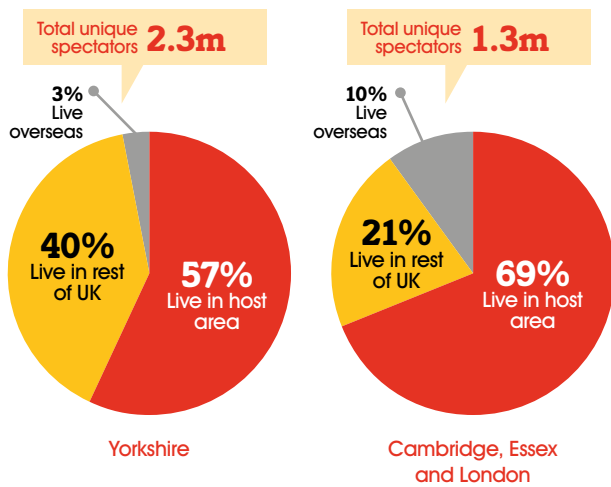 Total unique
spectators 2.3m
3%
Live
overseas
40%
Live in rest
of UK
57%
Live in host
area
Yorkshire
Total unique
spectators 1.3m
10%
Live
overseas
21%
Live in rest
of UK
69%
Live in host
area
Cambridge, Essex
and London